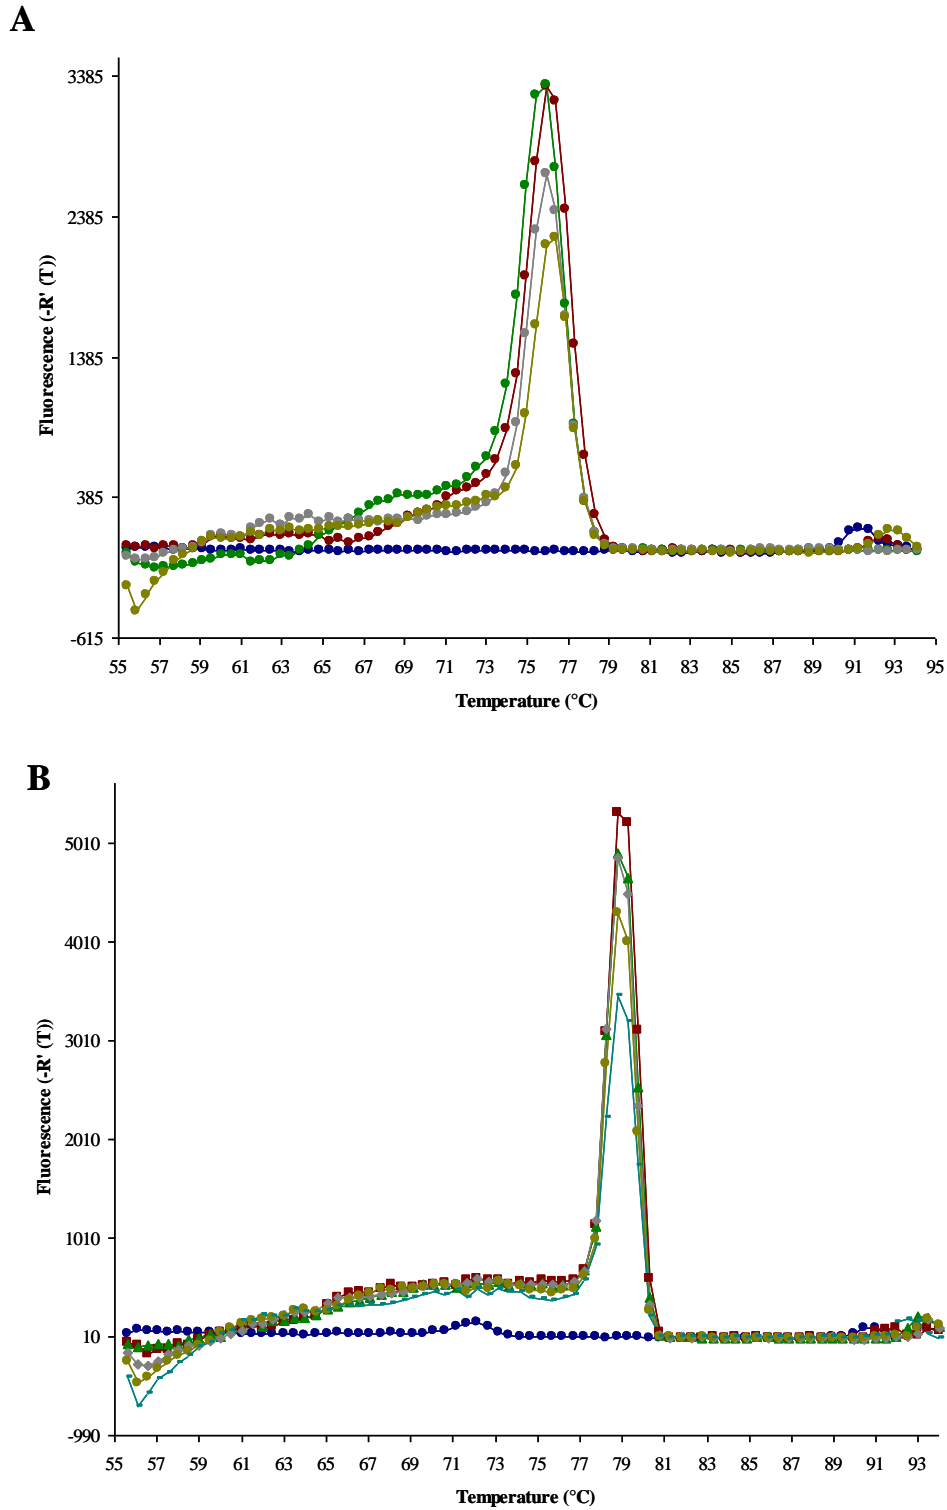 A
3385
2385
1385
385
-615
Fluorescence (-R' (T))
55 57 59 61 63 65 67 69 71 73 75 77 79 81 83 85 87 89 91 93 95
Temperature (°C)
B
5010
4010
3010
2010
1010
10
-990
Fluorescence (-R' (T))
55 57 59 61 63 65 67 69 71 73 75 77 79 81 83 85 87 89 91 93
Temperature (°C)